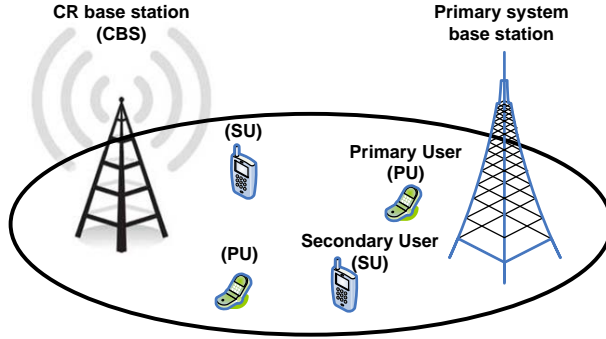 CR base station
(CBS)
Primary system
base station
(SU)
Primary User
(PU)
(PU)
Secondary User
(SU)